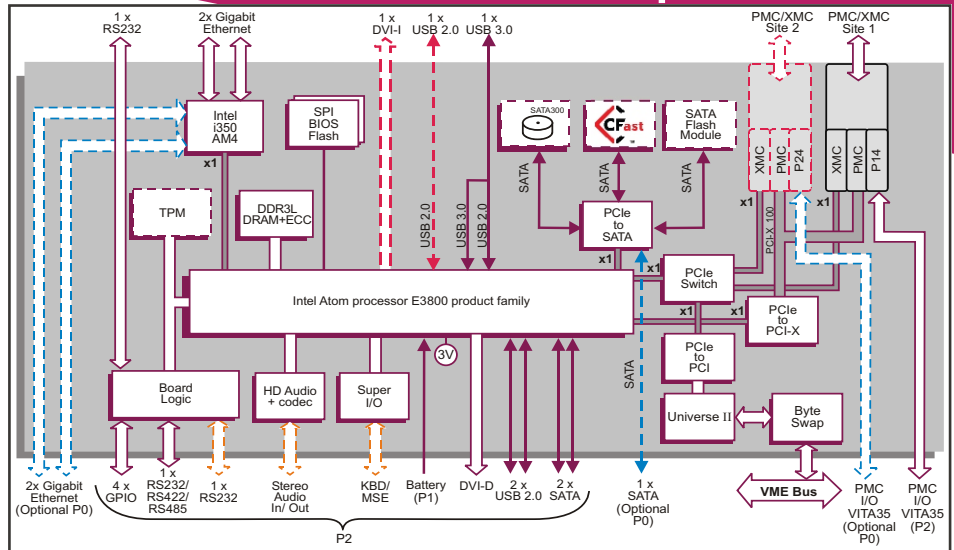 1 x
RS232
2x Gigabit
Ethernet
1 x
DVI-I
1 x
USB 2.0
1 x
USB 3.0
PMC/XMC
Site 2
PMC/XMC
Site 1
Intel
i350
AM4
SPI
BIOS
Flash
SATA300
CFast
™
SATA
Flash
Module
XMC
PMC
P24
XMC
PMC
P14
x1
SATA
SATA
SATA
TPM
DDR3L
DRAM+ECC
USB 2.0
USB 3.0
USB 2.0
PCIe
to
SATA
x1
PCI-X 100
x1
x1
x1
PCIe
Switch
Intel Atom processor E3800 product family
x1
x1
PCIe
to
PCI-X
3V
PCIe
to
PCI
SATA
Board
Logic
HD Audio
+ codec
Super
I/O
Universe II
Byte
Swap
2x Gigabit
Ethernet
(Optional P0)
4 x
GPIO
1 x
RS232/
RS422/
RS485
1 x
RS232
Stereo
Audio
In/ Out
KBD/
MSE
Battery
(P1)
DVI-D
2 x
USB 2.0
2 x
SATA
1 x
SATA
(Optional
P0)
VME Bus
PMC
I/O
VITA35
(Optional
P0)
PMC
I/O
VITA35
(P2)
P2